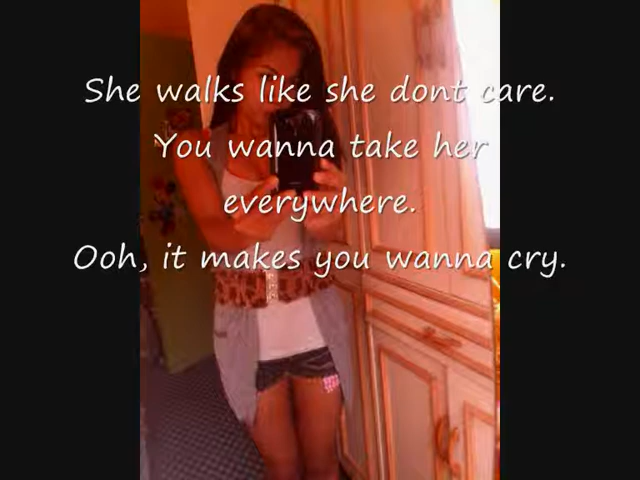 She walks like she dont care.
You wanna take her
everywhere.
Ooh, it makes you wanna cry.